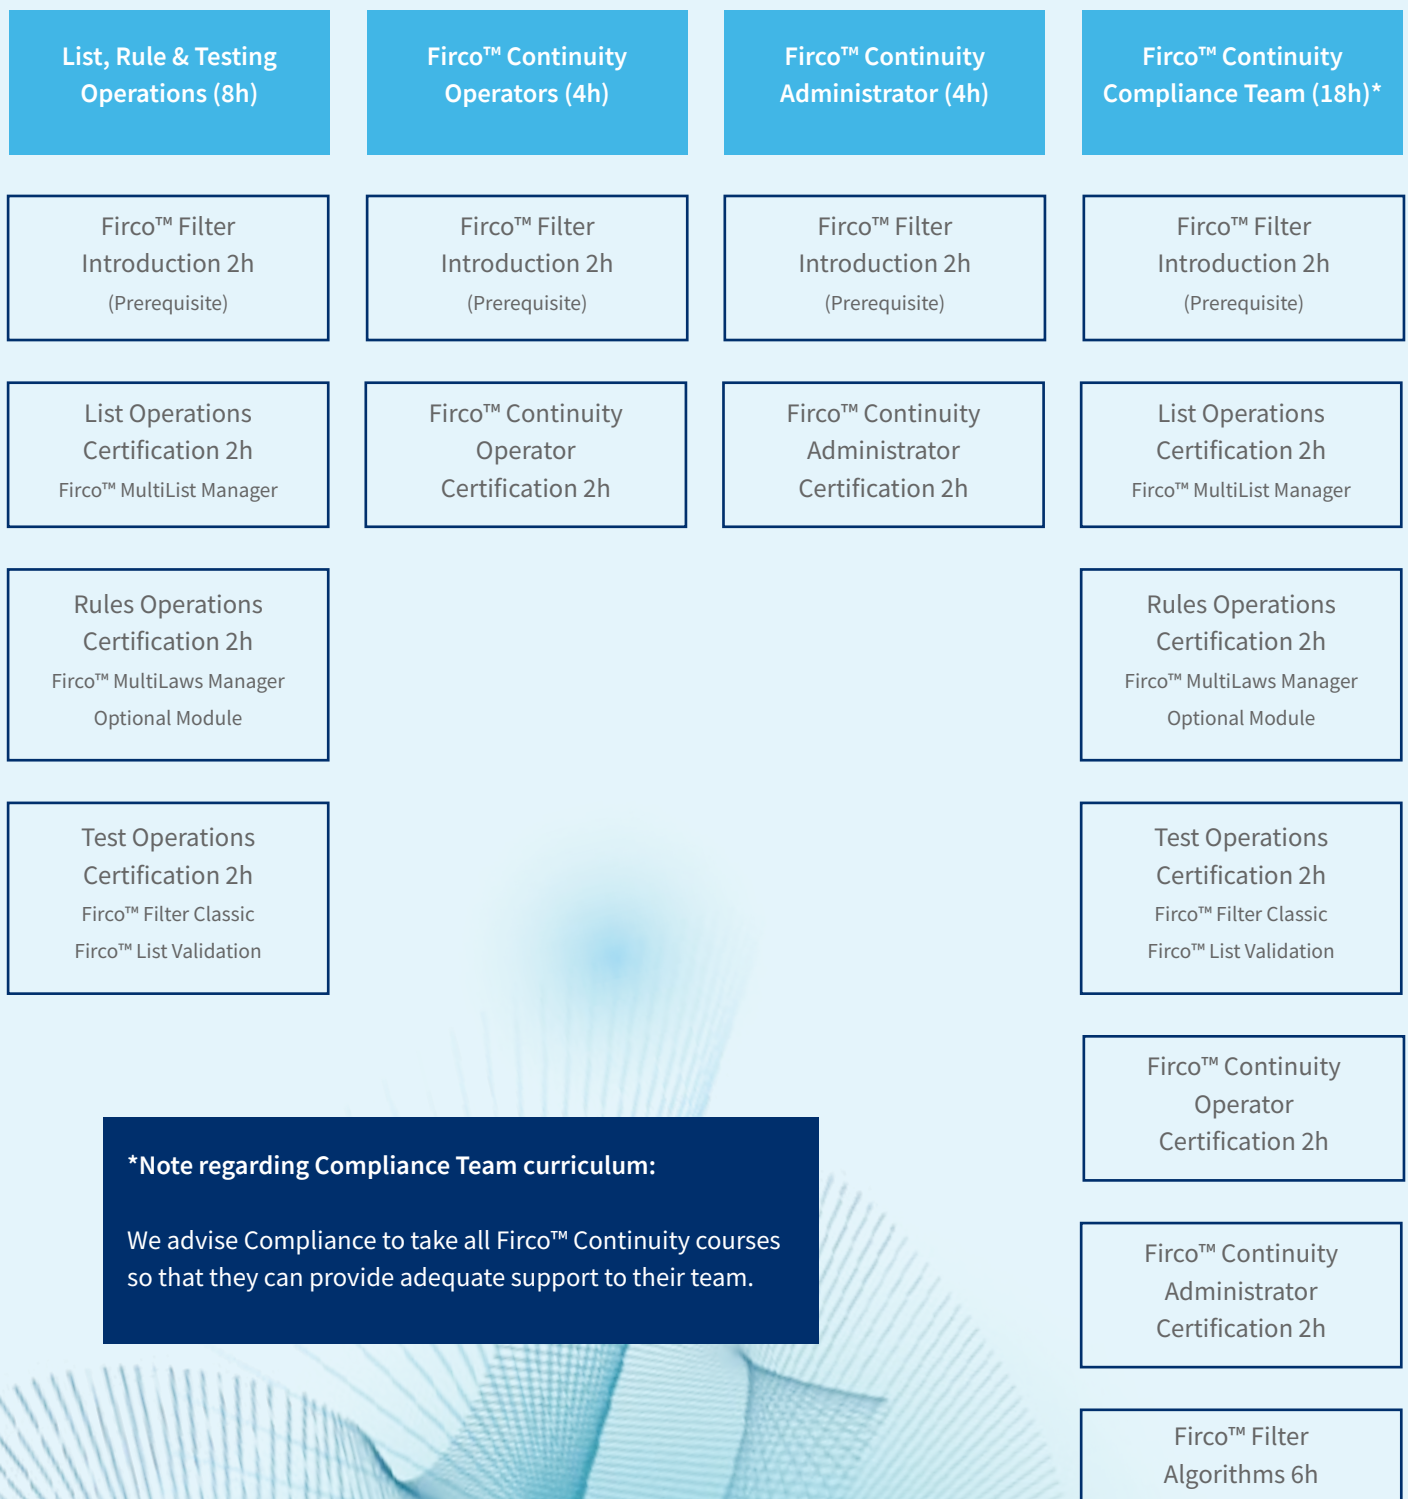 List, Rule & Testing
Operations (8h)
Firco™ Filter
Introduction 2h
(Prerequisite)
List Operations
Certification 2h
Firco™ MultiList Manager
Rules Operations
Certification 2h
Firco™ MultiLaws Manager
Optional Module
Test Operations
Certification 2h
Firco™ Filter Classic
Firco™ List Validation
Firco™ Continuity
Operators (4h)
Firco™ Filter
Introduction 2h
(Prerequisite)
Firco™ Continuity
Operator
Certification 2h
Firco™ Continuity
Administrator (4h)
Firco™ Filter
Introduction 2h
(Prerequisite)
Firco™ Continuity
Administrator
Certification 2h
Firco™ Continuity
Compliance Team (18h)*
Firco™ Filter
Introduction 2h
(Prerequisite)
List Operations
Certification 2h
Firco™ MultiList Manager
Rules Operations
Certification 2h
Firco™ MultiLaws Manager
Optional Module
Test Operations
Certification 2h
Firco™ Filter Classic
Firco™ List Validation
Firco™ Continuity
Operator
Certification 2h
Firco™ Continuity
Administrator
Certification 2h
Firco™ Filter
Algorithms 6h
*Note regarding Compliance Team curriculum:
We advise Compliance to take all Firco™ Continuity courses
so that they can provide adequate support to their team.